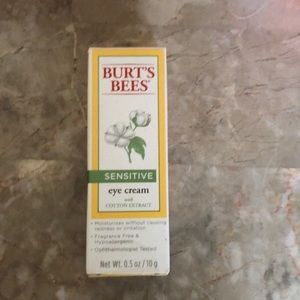 BURT'S
BEES®
SENSITIVE
eye cream
with
COTTON EXTRACT
• Moisturizes without causing
redness or irritation
• Fragrance Free &
Hypoallergenic
• Ophthalmologist Tested
Net Wt. 0.5 oz / 10 g